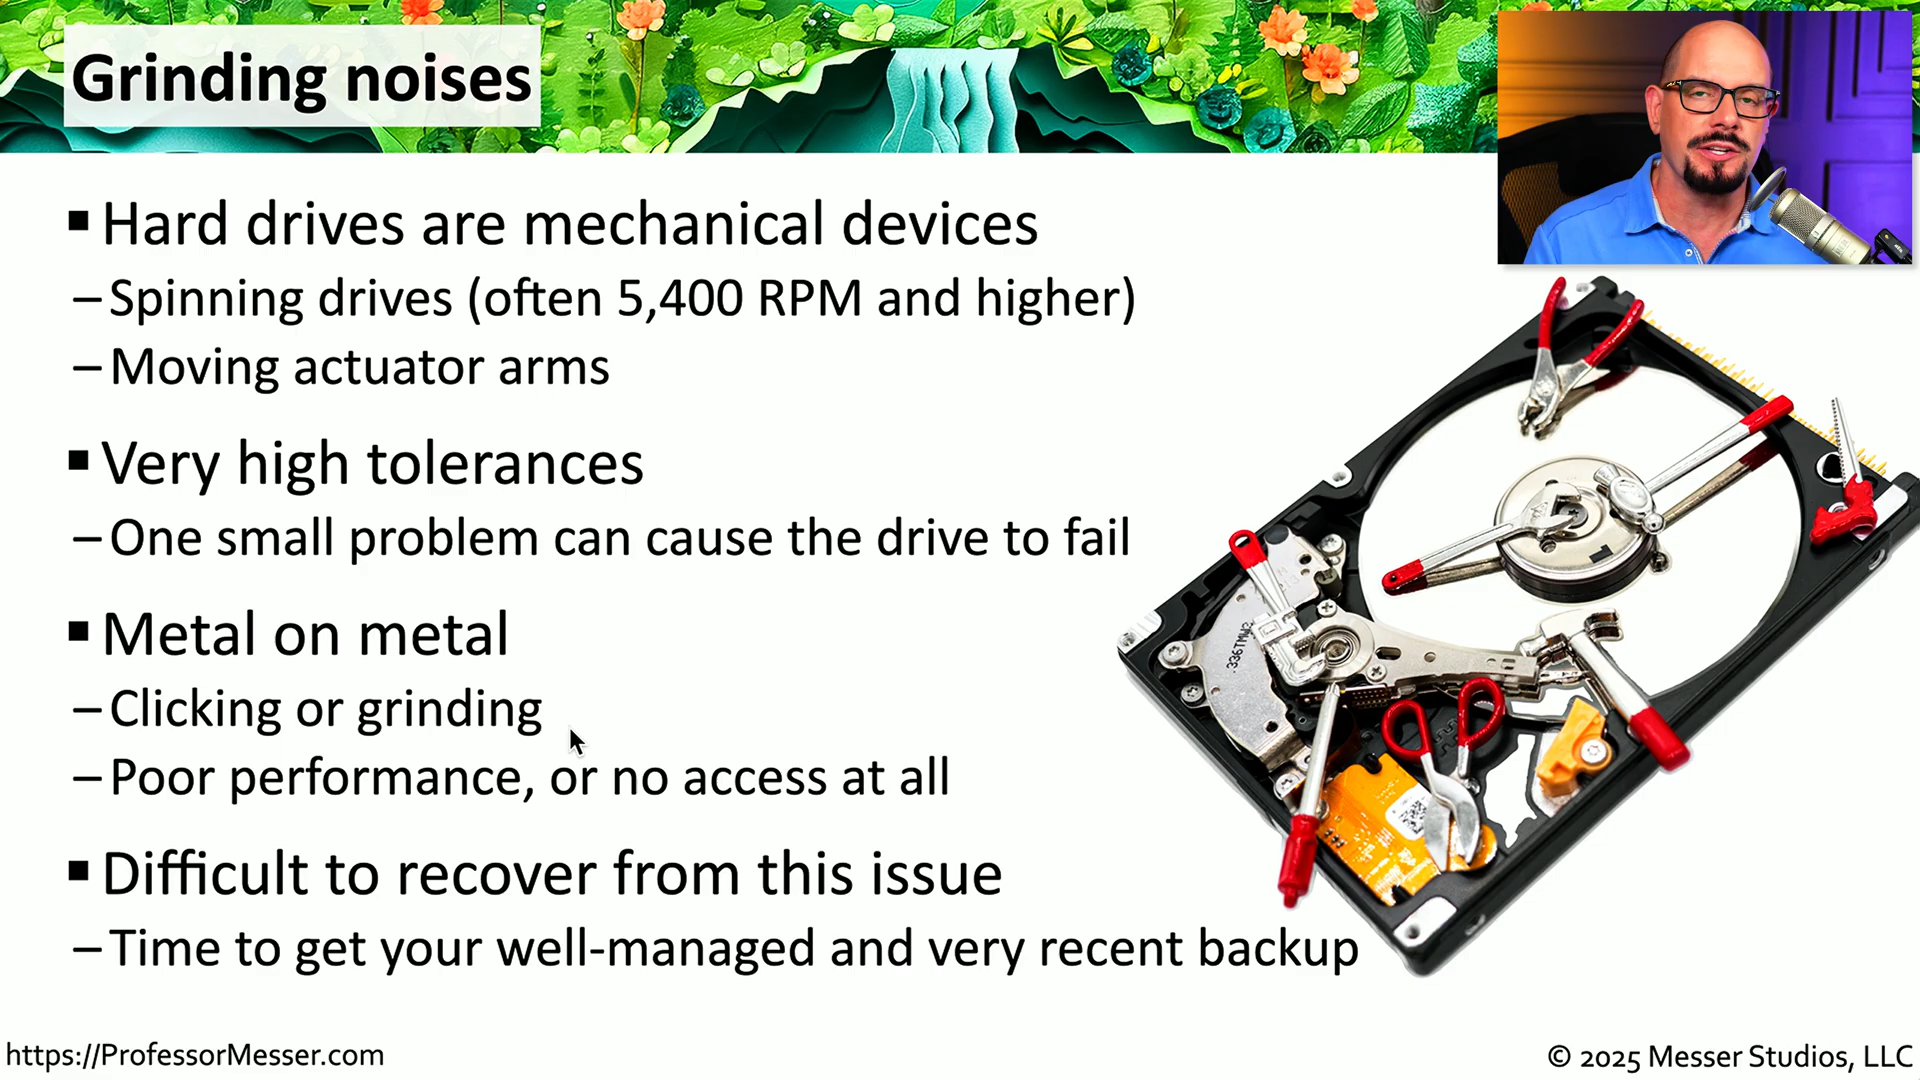 Grinding noises
▪ Hard drives are mechanical devices
– Spinning drives (often 5,400 RPM and higher)
– Moving actuator arms
▪ Very high tolerances
– One small problem can cause the drive to fail
▪ Metal on metal
– Clicking or grinding
– Poor performance, or no access at all
▪ Difficult to recover from this issue
– Time to get your well-managed and very recent backup
336TMW2
https://ProfessorMesser.com
© 2025 Messer Studios, LLC